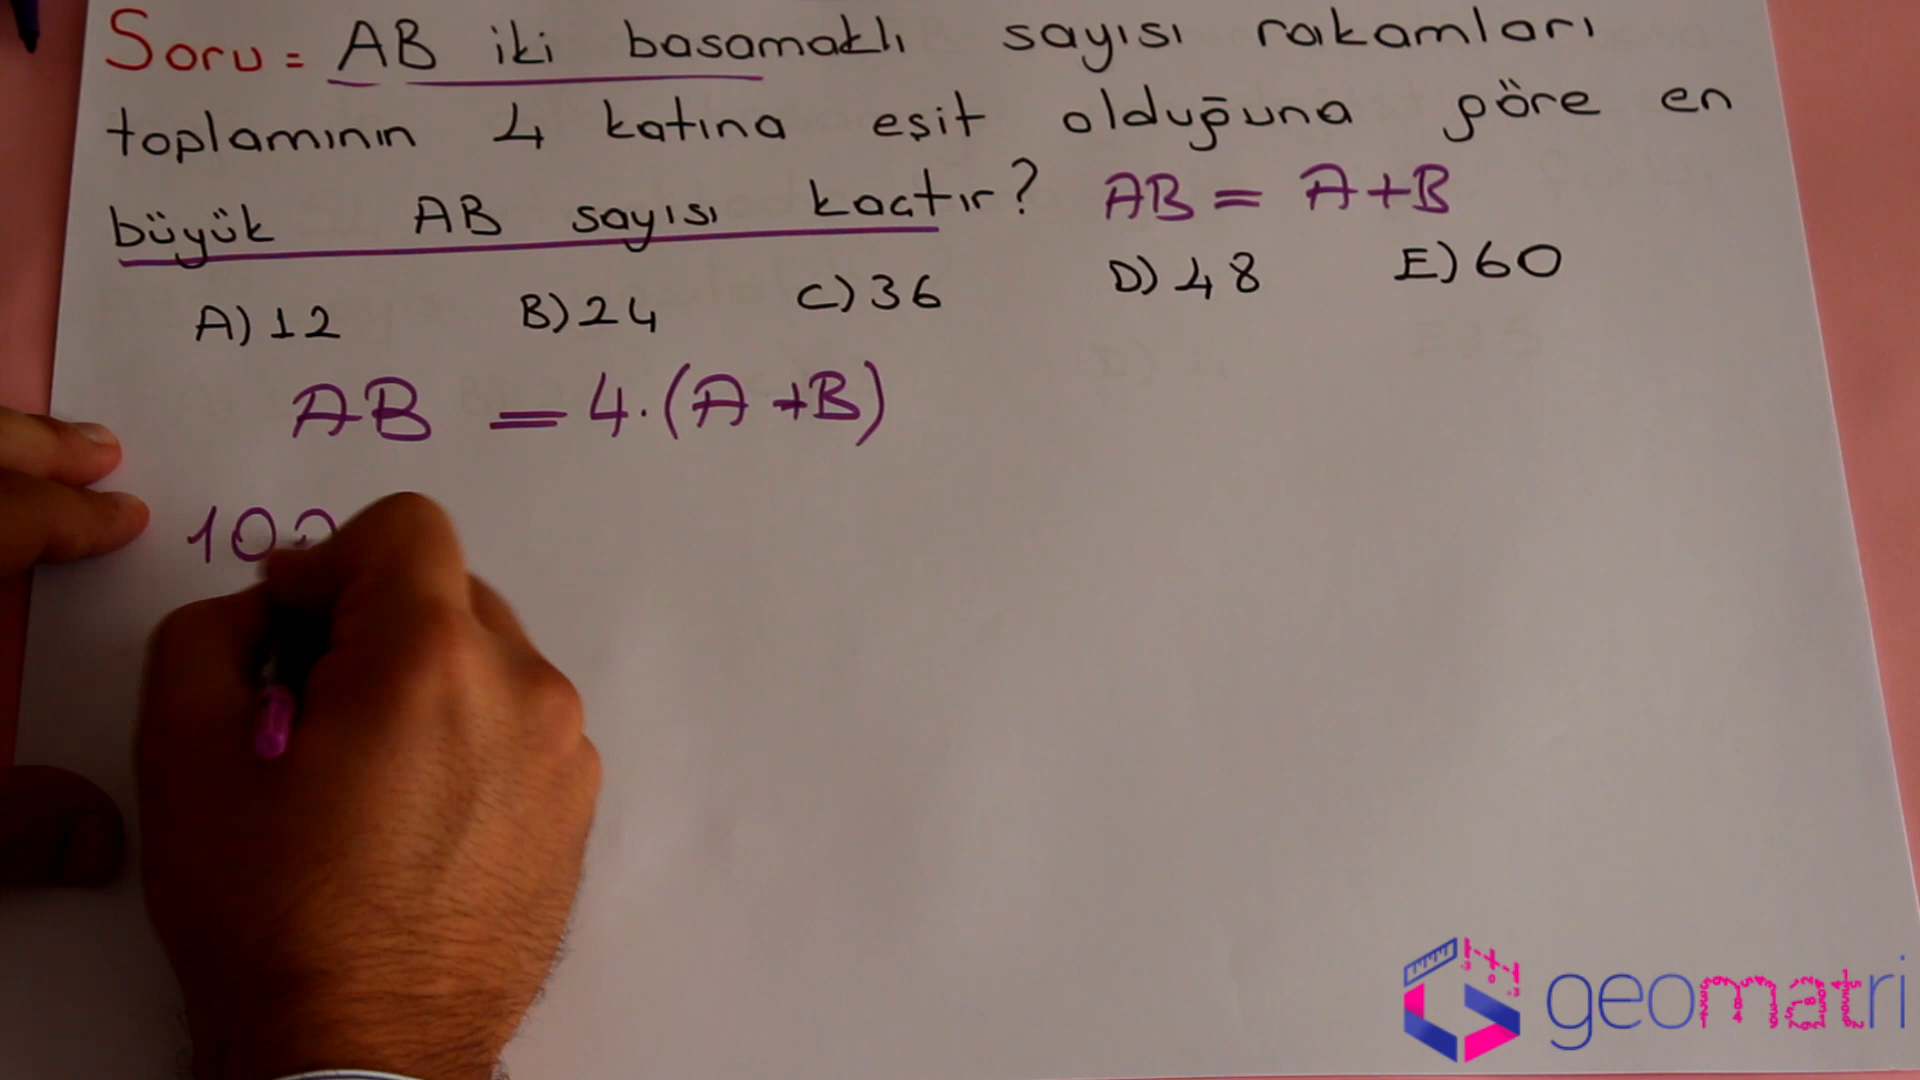 Soru = AB iki basamaklı sayısı rakamları
toplamının 4 katına eşit olduğuna göre en
büyük AB sayısı kaçtır? AB = A+B
A) 12 B) 24 C) 36 D) 48 E) 60
AB = 4.(A+B)
10
geomatri